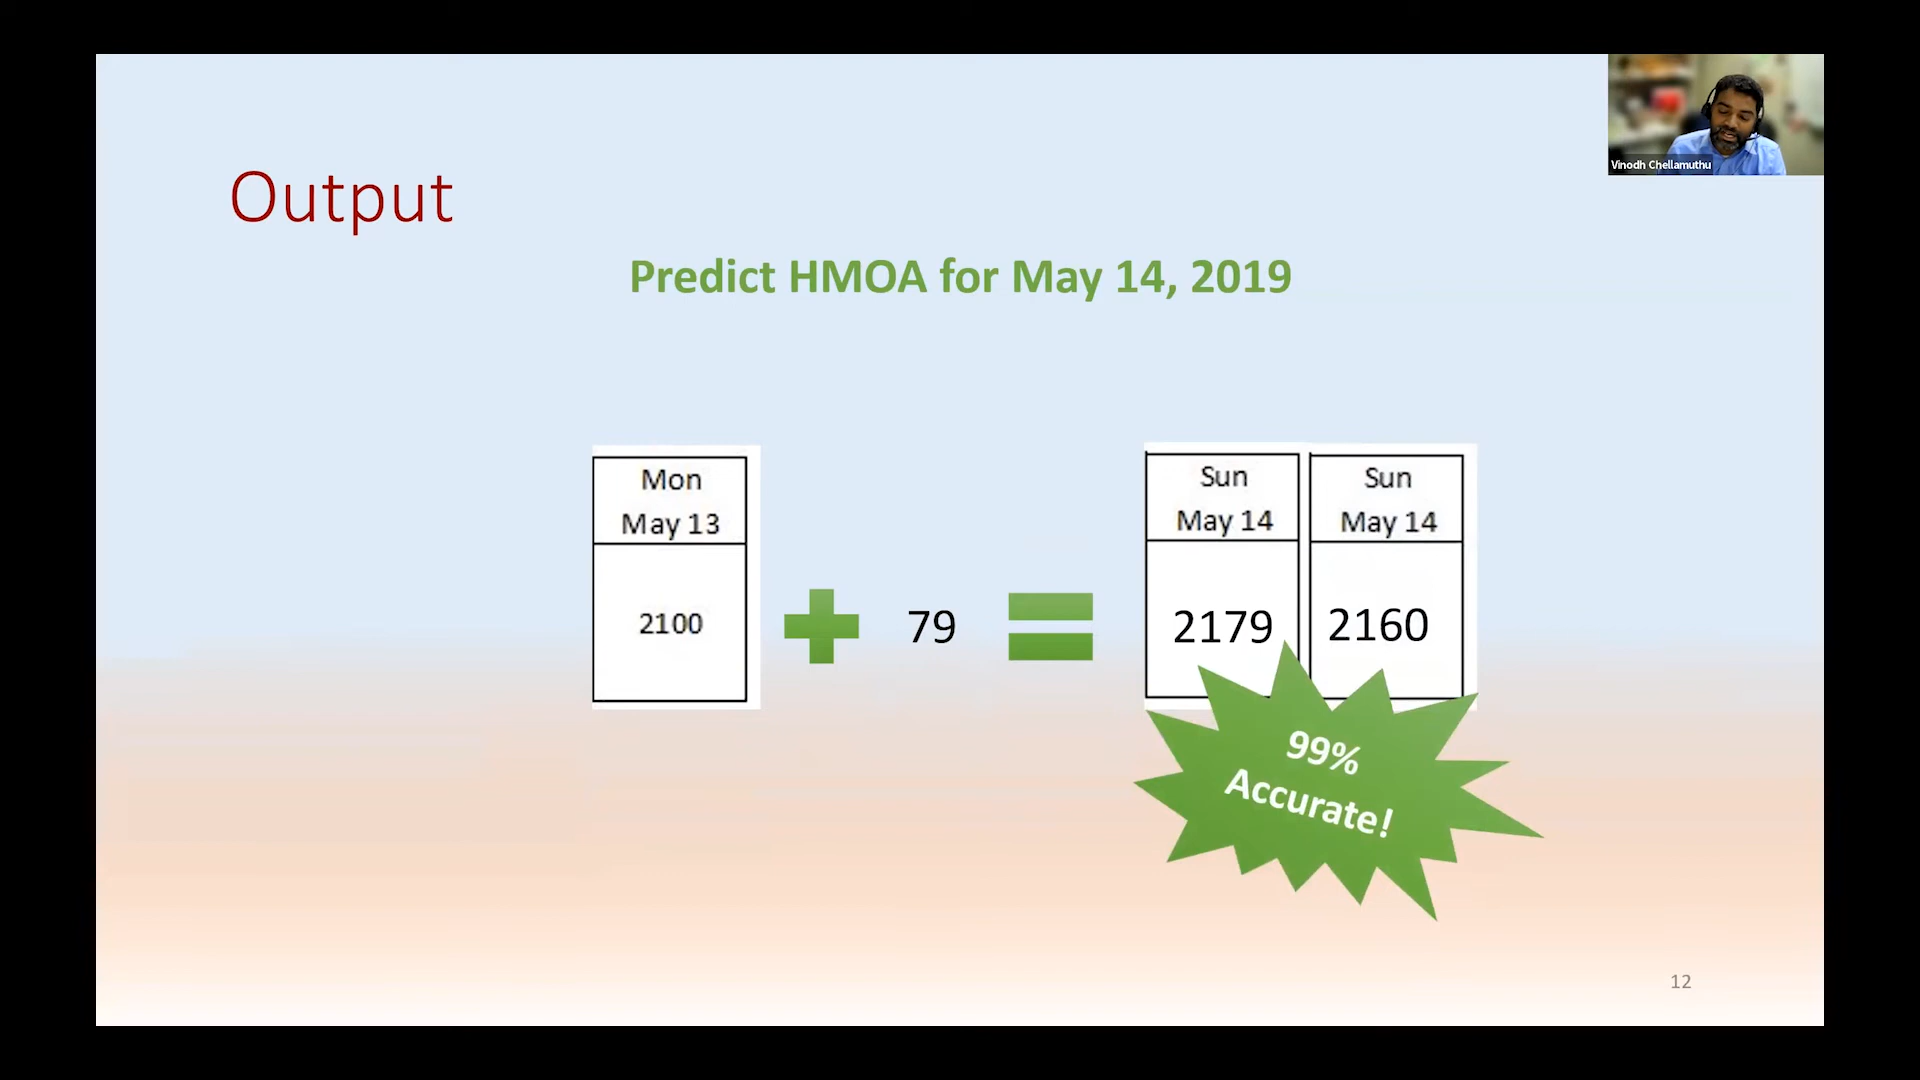 Vinodh Chellamuthu
Output
Predict HMOA for May 14, 2019
Mon
May 13
2100
79
Sun
May 14
2179
Sun
May 14
2160
99%
Accurate!
12